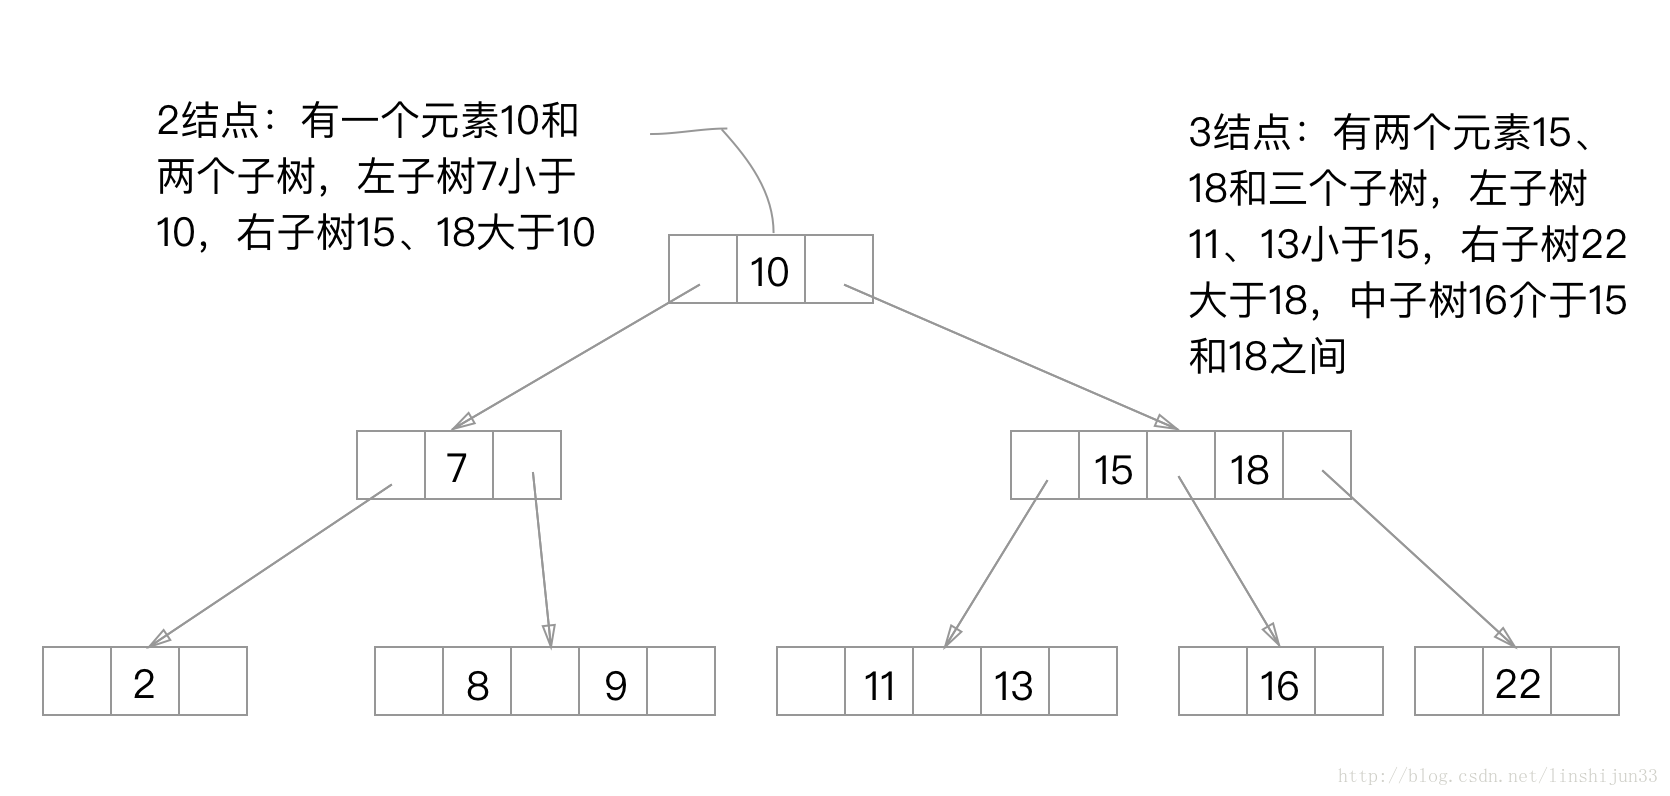 2结点：有一个元素10和
两个子树，左子树7小于
10，右子树15、18大于10
3结点：有两个元素15、
18和三个子树，左子树
11、13小于15，右子树22
大于18，中子树16介于15
和18之间
10
7
15 18
2
8 9
11 13
16
22
http://blog.csdn.net/linshijun33